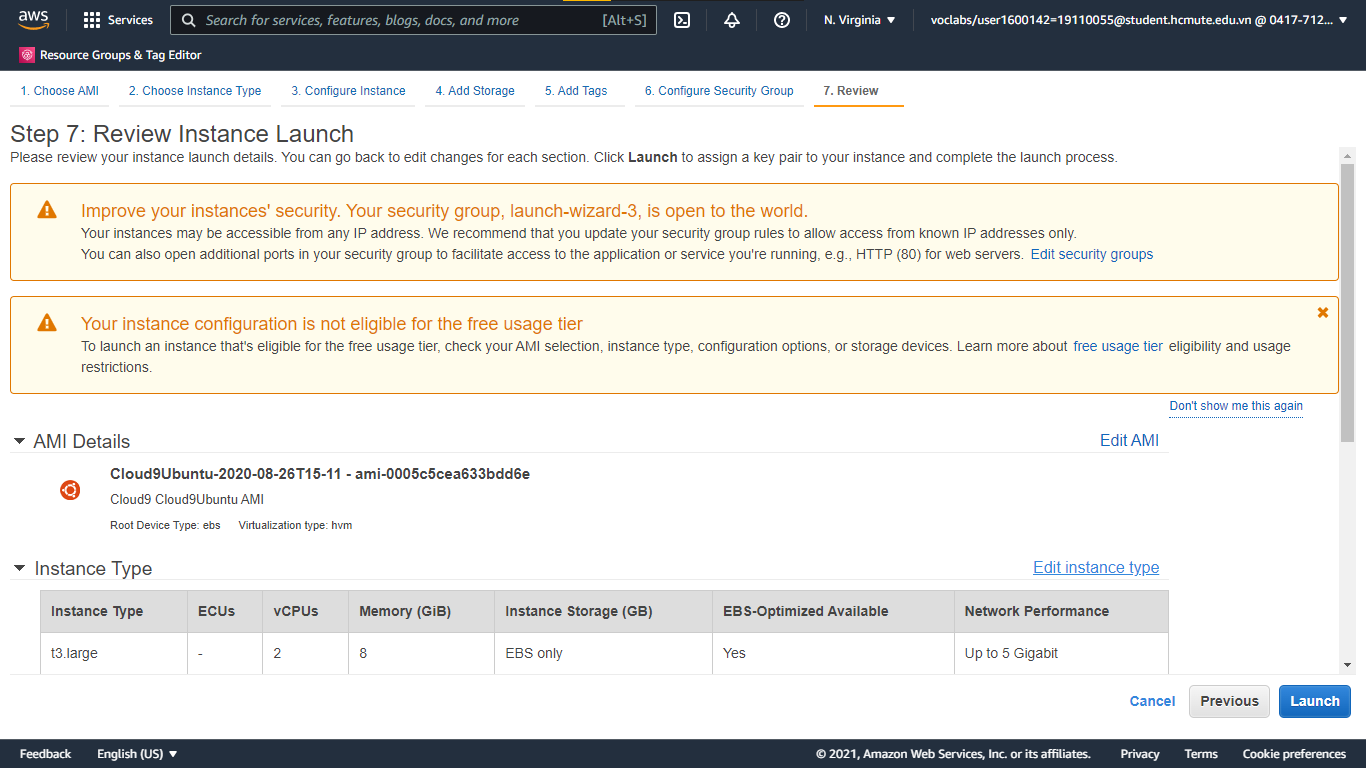 aws
Services
Search for services, features, blogs, docs, and more
[Alt+S]
N. Virginia
voclabs/user1600142=19110055@student.hcmute.edu.vn @ 0417-712...
Resource Groups & Tag Editor
1. Choose AMI
2. Choose Instance Type
3. Configure Instance
4. Add Storage
5. Add Tags
6. Configure Security Group
7. Review
Step 7: Review Instance Launch
Please review your instance launch details. You can go back to edit changes for each section. Click Launch to assign a key pair to your instance and complete the launch process.
Improve your instances' security. Your security group, launch-wizard-3, is open to the world.
Your instances may be accessible from any IP address. We recommend that you update your security group rules to allow access from known IP addresses only.
You can also open additional ports in your security group to facilitate access to the application or service you're running, e.g., HTTP (80) for web servers. Edit security groups
Your instance configuration is not eligible for the free usage tier
To launch an instance that's eligible for the free usage tier, check your AMI selection, instance type, configuration options, or storage devices. Learn more about free usage tier eligibility and usage
restrictions.
Don't show me this again
AMI Details
Edit AMI
Cloud9Ubuntu-2020-08-26T15-11 - ami-0005c5cea633bdd6e
Cloud9 Cloud9Ubuntu AMI
Root Device Type: ebs Virtualization type: hvm
Instance Type
Edit instance type
Instance Type ECUs vCPUs Memory (GiB) Instance Storage (GB) EBS-Optimized Available Network Performance
t3.large - 2 8 EBS only Yes Up to 5 Gigabit
Cancel
Previous
Launch
Feedback
English (US)
© 2021, Amazon Web Services, Inc. or its affiliates.
Privacy
Terms
Cookie preferences